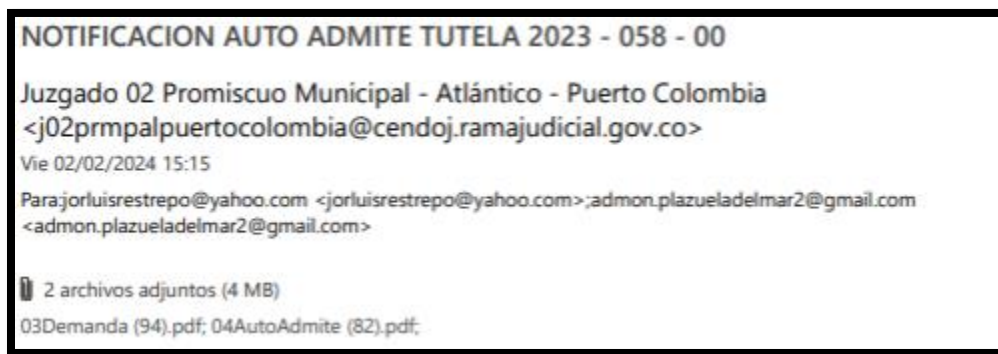 NOTIFICACION AUTO ADMITE TUTELA 2023 - 058 - 00
Juzgado 02 Promiscuo Municipal - Atlántico - Puerto Colombia
<j02prmpalpuertocolombia@cendoj.ramajudicial.gov.co>
Vie 02/02/2024 15:15
Para:jorluisrestrepo@yahoo.com <jorluisrestrepo@yahoo.com>;admon.plazueladelmar2@gmail.com
<admon.plazueladelmar2@gmail.com>
2 archivos adjuntos (4 MB)
03Demanda (94).pdf; 04AutoAdmite (82).pdf;